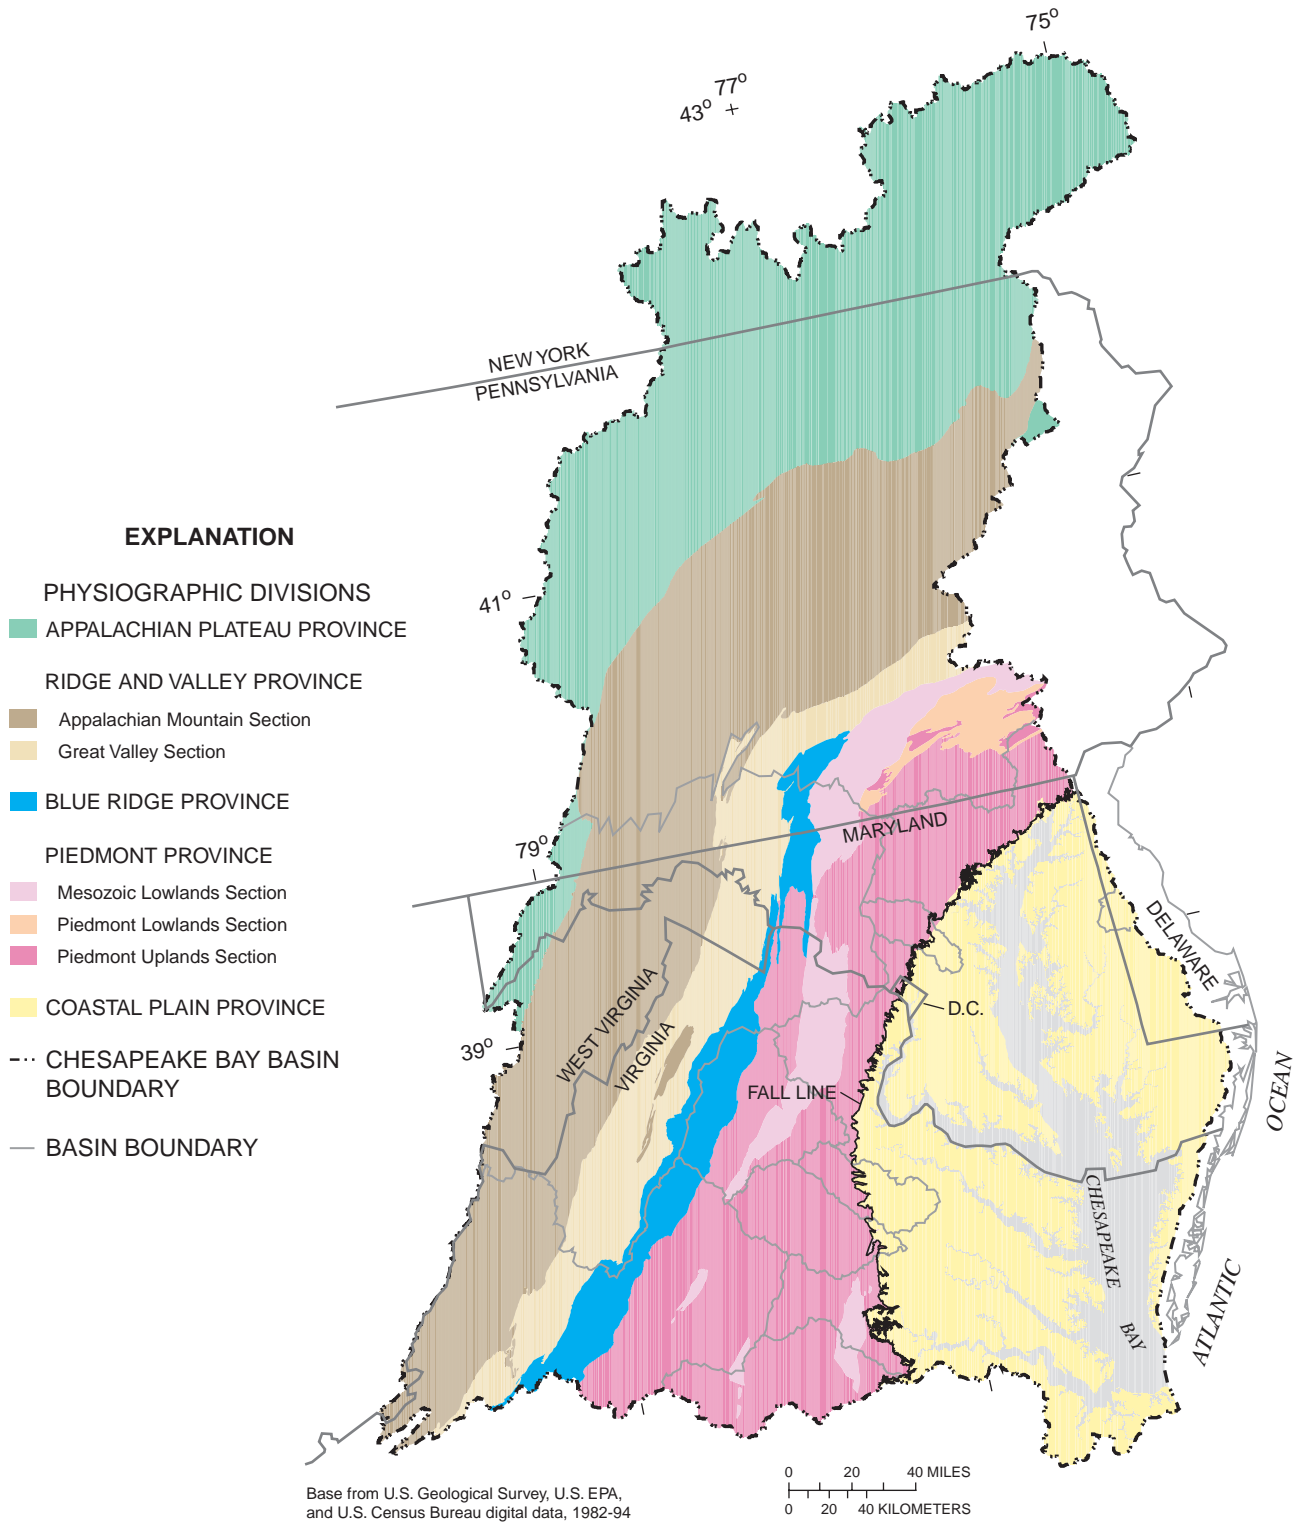 75°
77°
43°
NEW YORK
PENNSYLVANIA
EXPLANATION
PHYSIOGRAPHIC DIVISIONS
APPALACHIAN PLATEAU PROVINCE
RIDGE AND VALLEY PROVINCE
Appalachian Mountain Section
Great Valley Section
BLUE RIDGE PROVINCE
PIEDMONT PROVINCE
Mesozoic Lowlands Section
Piedmont Lowlands Section
Piedmont Uplands Section
COASTAL PLAIN PROVINCE
CHESAPEAKE BAY BASIN
BOUNDARY
BASIN BOUNDARY
41°
79°
39°
MARYLAND
DELAWARE
D.C.
WEST VIRGINIA
VIRGINIA
FALL LINE
CHESAPEAKE
BAY
ATLANTIC
OCEAN
0 20 40 MILES
0 20 40 KILOMETERS
Base from U.S. Geological Survey, U.S. EPA,
and U.S. Census Bureau digital data, 1982-94